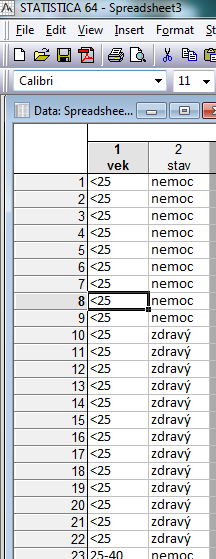 STATISTICA 64 - Spreadsheet3
File Edit View Insert Format
Calibri 11
Data: Spreadshee...
1 2
vek stav
1 <25 nemoc
2 <25 nemoc
3 <25 nemoc
4 <25 nemoc
5 <25 nemoc
6 <25 nemoc
7 <25 nemoc
8 <25 nemoc
9 <25 nemoc
10 <25 zdravý
11 <25 zdravý
12 <25 zdravý
13 <25 zdravý
14 <25 zdravý
15 <25 zdravý
16 <25 zdravý
17 <25 zdravý
18 <25 zdravý
19 <25 zdravý
20 <25 zdravý
21 <25 zdravý
22 <25 zdravý
23 25-40 nemoc